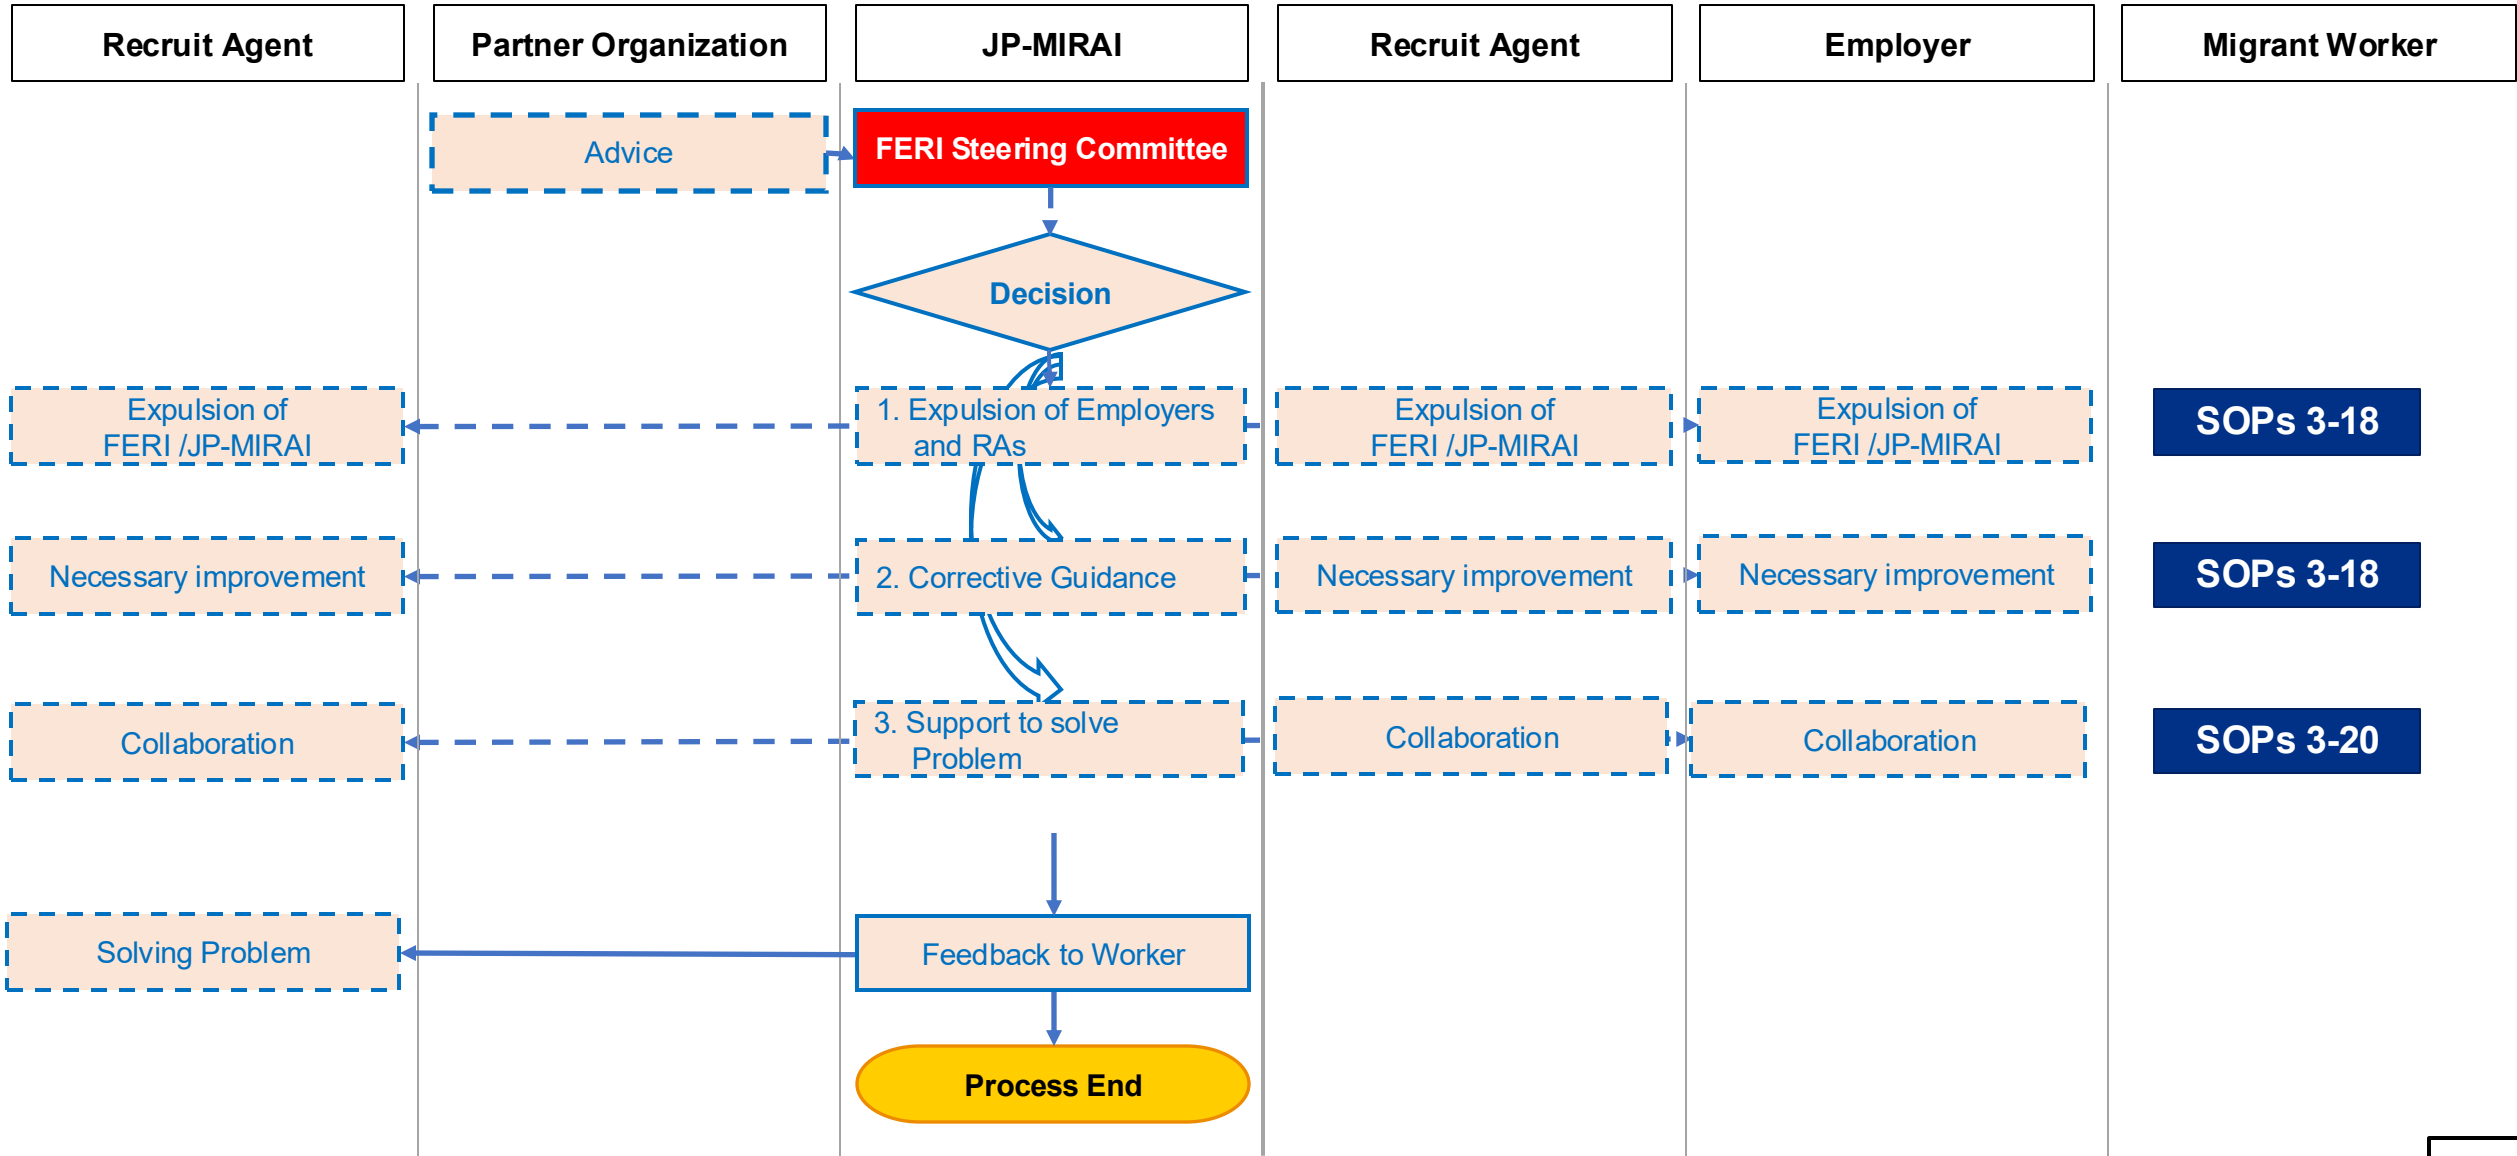 Recruit Agent
Partner Organization
JP-MIRAI
Recruit Agent
Employer
Migrant Worker
Advice
FERI Steering Committee
Decision
Expulsion of
FERI /JP-MIRAI
1. Expulsion of Employers
and RAs
Expulsion of
FERI /JP-MIRAI
Expulsion of
FERI /JP-MIRAI
SOPs 3-18
Necessary improvement
2. Corrective Guidance
Necessary improvement
Necessary improvement
SOPs 3-18
Collaboration
3. Support to solve
Problem
Collaboration
Collaboration
SOPs 3-20
Solving Problem
Feedback to Worker
Process End